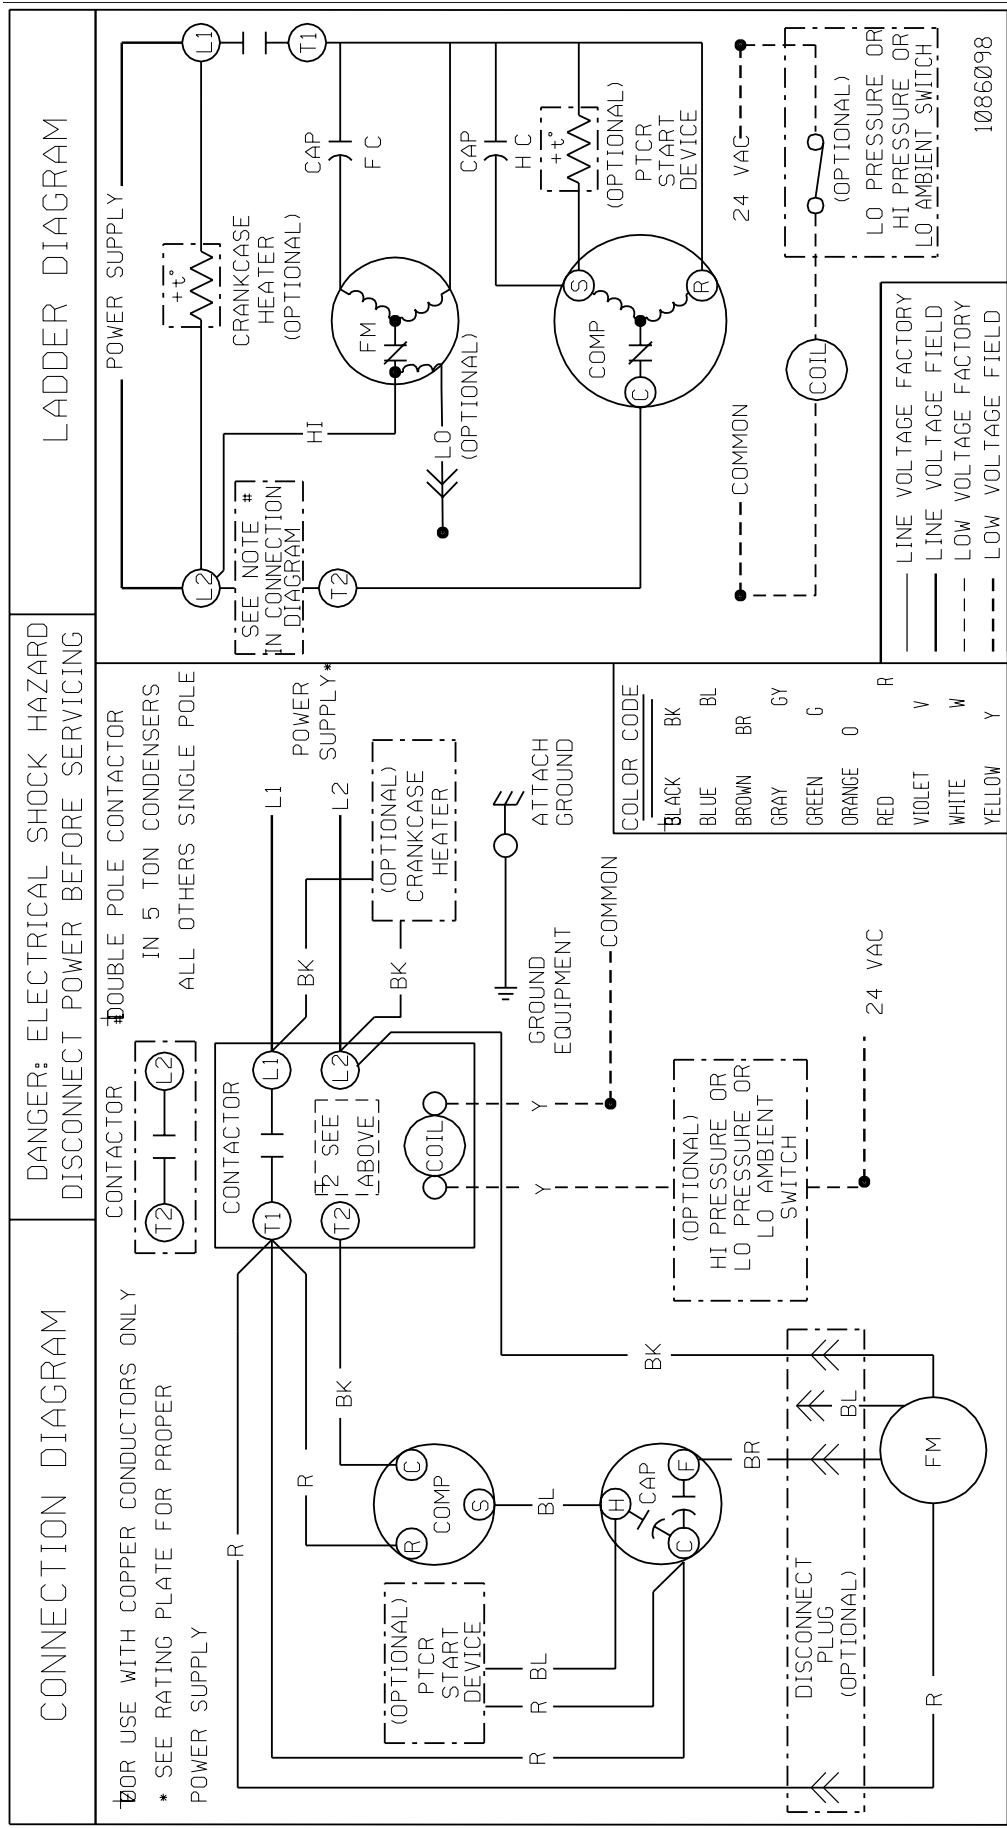 CONNECTION DIAGRAM
DANGER: ELECTRICAL SHOCK HAZARD
DISCONNECT POWER BEFORE SERVICING
LADDER DIAGRAM
OR USE WITH COPPER CONDUCTORS ONLY
* SEE RATING PLATE FOR PROPER
POWER SUPPLY
CONTACTOR
T2
L2
#DOUBLE POLE CONTACTOR
IN 5 TON CONDENSERS
ALL OTHERS SINGLE POLE
CONTACTOR
T1
L1
T2
L2
2 SEE
ABOVE
COIL
L1
L2
POWER
SUPPLY*
BK
BK
(OPTIONAL)
CRANKCASE
HEATER
GROUND
EQUIPMENT
ATTACH
GROUND
Y
COMMON
Y
(OPTIONAL)
HI PRESSURE OR
LO PRESSURE OR
LO AMBIENT
SWITCH
24 VAC
R
R
BK
R
C
S
COMP
(OPTIONAL)
PTCR
START
DEVICE
BL
BL
R
R
H
CAP
F
C
BR
BK
BL
DISCONNECT
PLUG
(OPTIONAL)
R
FM
COLOR CODE
BLACK BK
BLUE BL
BROWN BR
GRAY GY
GREEN G
ORANGE O
RED R
VIOLET V
WHITE W
YELLOW Y
POWER SUPPLY
L1
T1
L2
+t°
CRANKCASE
HEATER
(OPTIONAL)
SEE NOTE #
IN CONNECTION
DIAGRAM
T2
HI
FM
LO
(OPTIONAL)
CAP
F C
CAP
H C
+t°
(OPTIONAL)
PTCR
START
DEVICE
COMP
S
R
C
24 VAC
COMMON
COIL
(OPTIONAL)
LO PRESSURE OR
HI PRESSURE OR
LO AMBIENT SWITCH
LINE VOLTAGE FACTORY
LINE VOLTAGE FIELD
LOW VOLTAGE FACTORY
LOW VOLTAGE FIELD
1086098